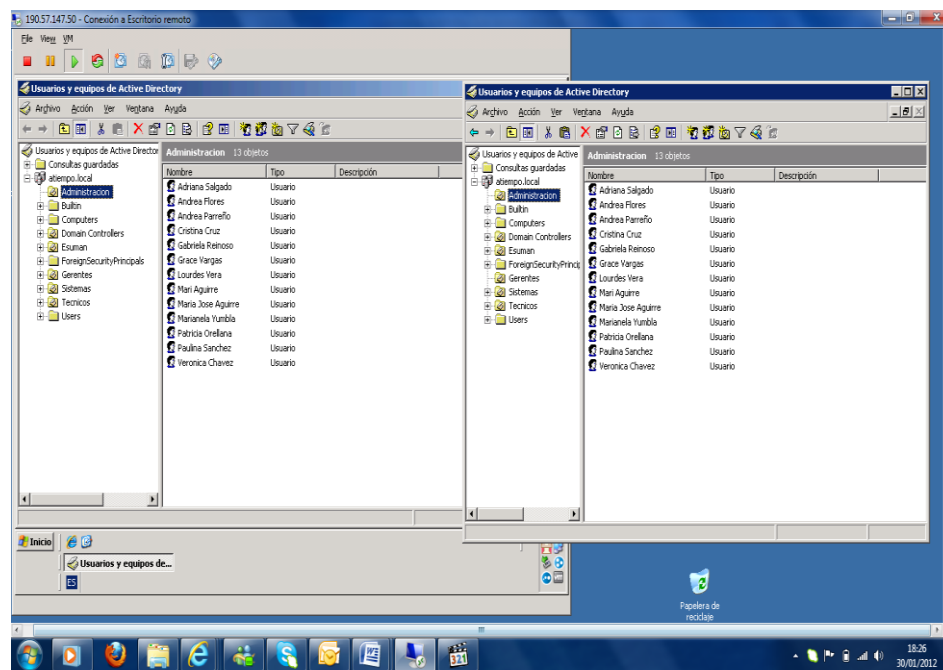 190.57.147.50 - Conexión a Escritorio remoto
File View VM
Usuarios y equipos de Active Directory
Archivo Acción Ver Ventana Ayuda
Usuarios y equipos de Active Director
Consultas guardadas
atiempo.local
Administracion
Builtin
Computers
Domain Controllers
Esuman
ForeignSecurityPrincipals
Gerentes
Sistemas
Tecnicos
Users
Administracion 13 objetos
Nombre Tipo Descripción
Adriana Salgado Usuario
Andrea Flores Usuario
Andrea Parreño Usuario
Cristina Cruz Usuario
Gabriela Reinoso Usuario
Grace Vargas Usuario
Lourdes Vera Usuario
Mari Aguirre Usuario
Maria Jose Aguirre Usuario
Marianela Yumbla Usuario
Patricia Orellana Usuario
Paulina Sanchez Usuario
Veronica Chavez Usuario
Usuarios y equipos de Active Directory
Archivo Acción Ver Ventana Ayuda
Usuarios y equipos de Active
Consultas guardadas
atiempo.local
Administracion
Builtin
Computers
Domain Controllers
Esuman
ForeignSecurityPrincip
Gerentes
Sistemas
Tecnicos
Users
Administracion 13 objetos
Nombre Tipo Descripción
Adriana Salgado Usuario
Andrea Flores Usuario
Andrea Parreño Usuario
Cristina Cruz Usuario
Gabriela Reinoso Usuario
Grace Vargas Usuario
Lourdes Vera Usuario
Mari Aguirre Usuario
Maria Jose Aguirre Usuario
Marianela Yumbla Usuario
Patricia Orellana Usuario
Paulina Sanchez Usuario
Veronica Chavez Usuario
Inicio
Usuarios y equipos de...
ES
Papelera de
reciclaje
321
18:26
30/01/2012